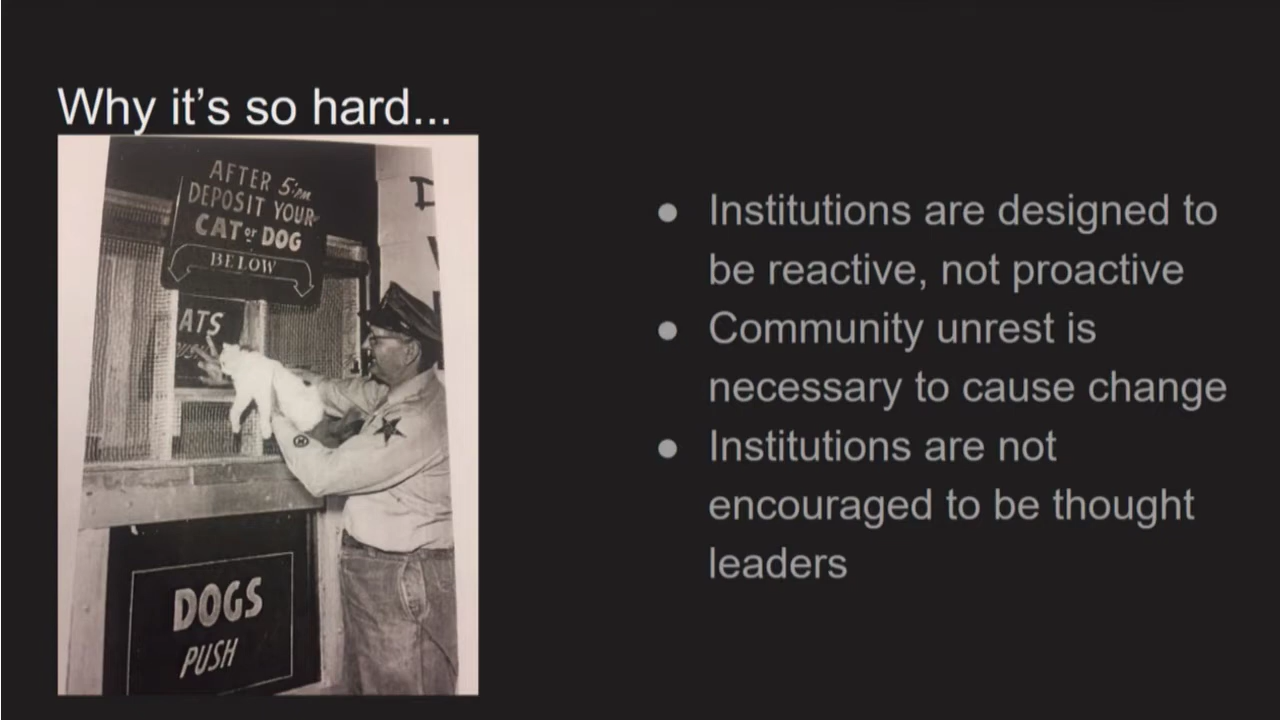 Why it's so hard...
AFTER 5:PM
DEPOSIT YOUR
CAT or DOG
BELOW
ATS
DOGS
PUSH
● Institutions are designed to
be reactive, not proactive
● Community unrest is
necessary to cause change
● Institutions are not
encouraged to be thought
leaders